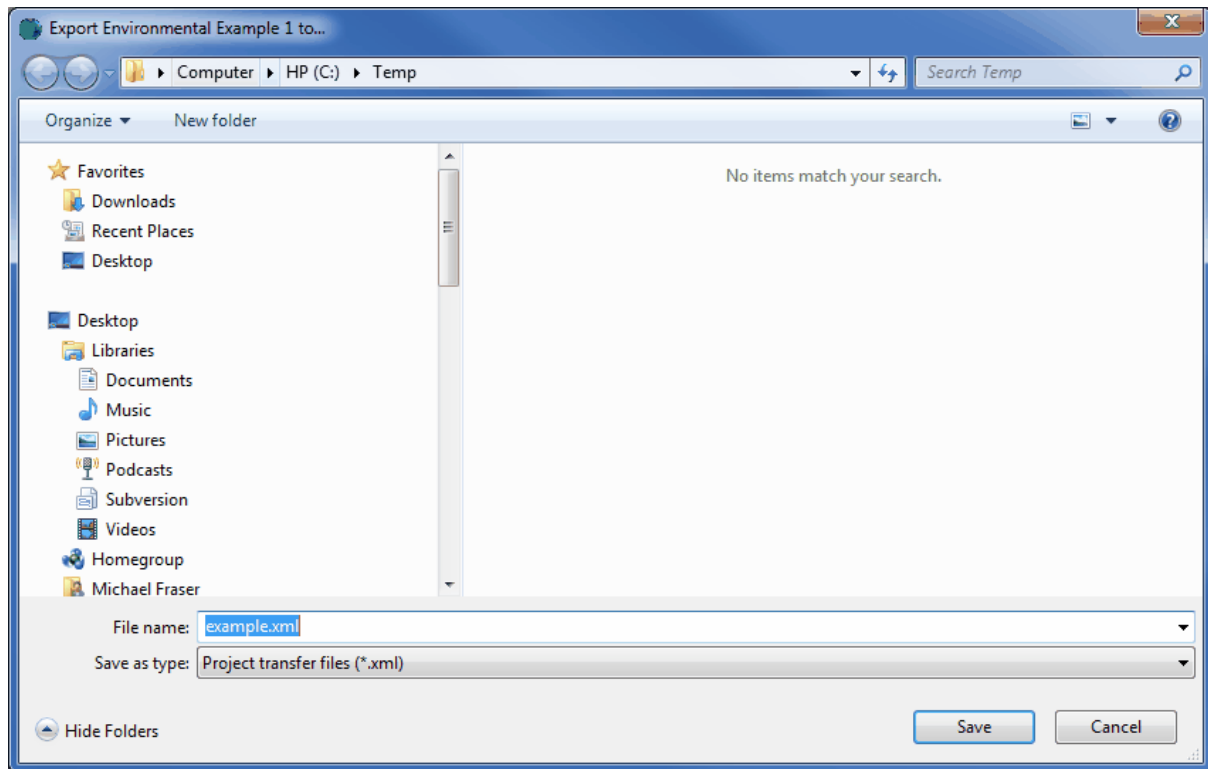 Export Environmental Example 1 to...
Computer HP (C:) Temp
Search Temp
Organize New folder
Favorites
Downloads
Recent Places
Desktop
Desktop
Libraries
Documents
Music
Pictures
Podcasts
Subversion
Videos
Homegroup
Michael Fraser
No items match your search.
File name: example.xml
Save as type: Project transfer files (*.xml)
Hide Folders Save Cancel